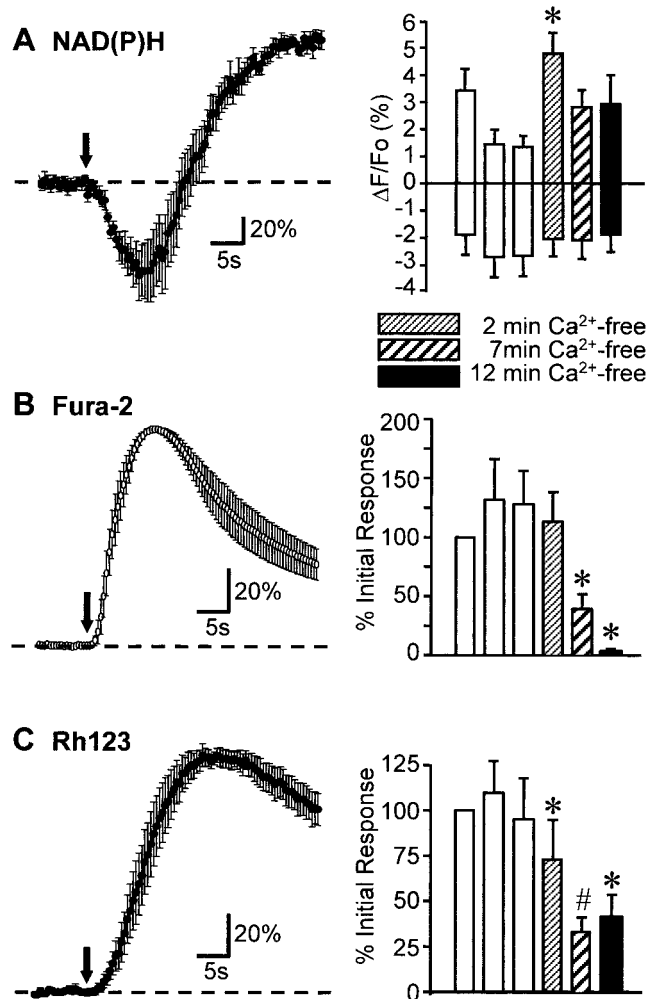 A NAD(P)H
20%
5s
ΔF/Fo (%)
6
5
4
3
2
1
0
-1
-2
-3
-4
*
2 min Ca²⁺-free
7min Ca²⁺-free
12 min Ca²⁺-free
B Fura-2
20%
5s
% Initial Response
200
150
100
50
0
*
*
C Rh123
20%
5s
% Initial Response
125
100
75
50
25
0
*
#
*